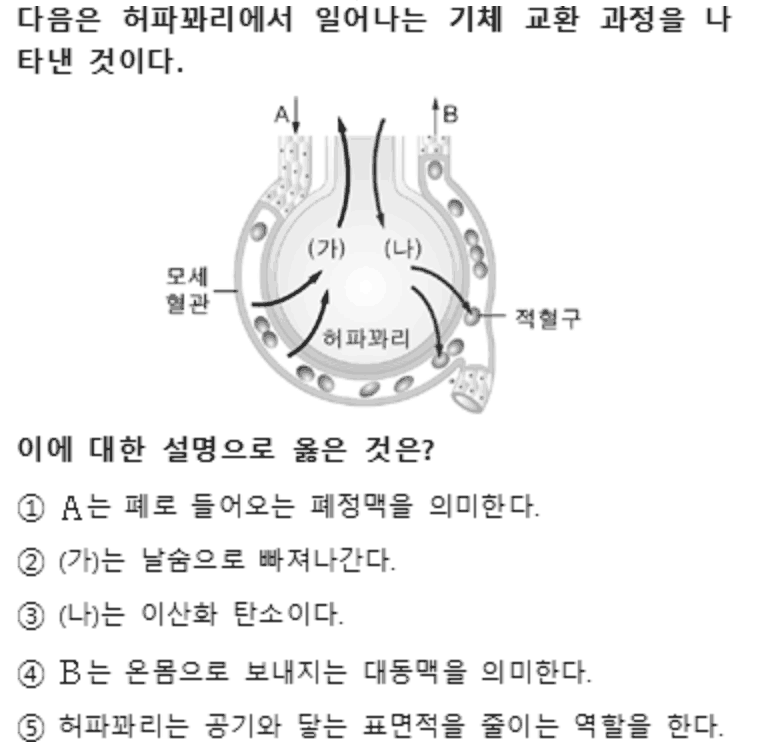 다음은 허파꽈리에서 일어나는 기체 교환 과정을 나
타낸 것이다.
A
B
(가) (나)
모세
혈관
적혈구
허파꽈리
이에 대한 설명으로 옳은 것은?
① A는 폐로 들어오는 폐정맥을 의미한다.
② (가)는 날숨으로 빠져나간다.
③ (나)는 이산화 탄소이다.
④ B는 온몸으로 보내지는 대동맥을 의미한다.
⑤ 허파꽈리는 공기와 닿는 표면적을 줄이는 역할을 한다.